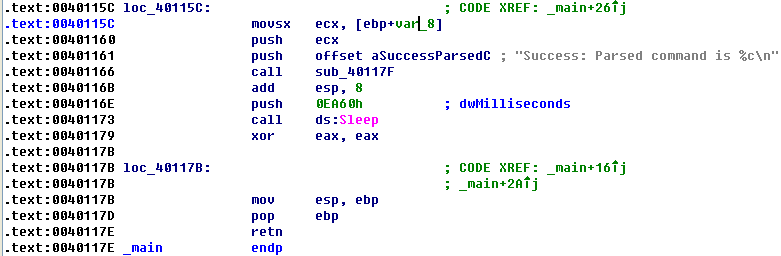 .text:0040115C loc_40115C: ; CODE XREF: _main+26↑j
.text:0040115C movsx ecx, [ebp+var_8]
.text:00401160 push ecx
.text:00401161 push offset aSuccessParsedC ; "Success: Parsed command is %c\n"
.text:00401166 call sub_40117F
.text:0040116B add esp, 8
.text:0040116E push 0EA60h ; dwMilliseconds
.text:00401173 call ds:Sleep
.text:00401179 xor eax, eax
.text:0040117B
.text:0040117B loc_40117B: ; CODE XREF: _main+16↑j
.text:0040117B ; _main+2A↑j
.text:0040117B mov esp, ebp
.text:0040117D pop ebp
.text:0040117E retn
.text:0040117E _main endp